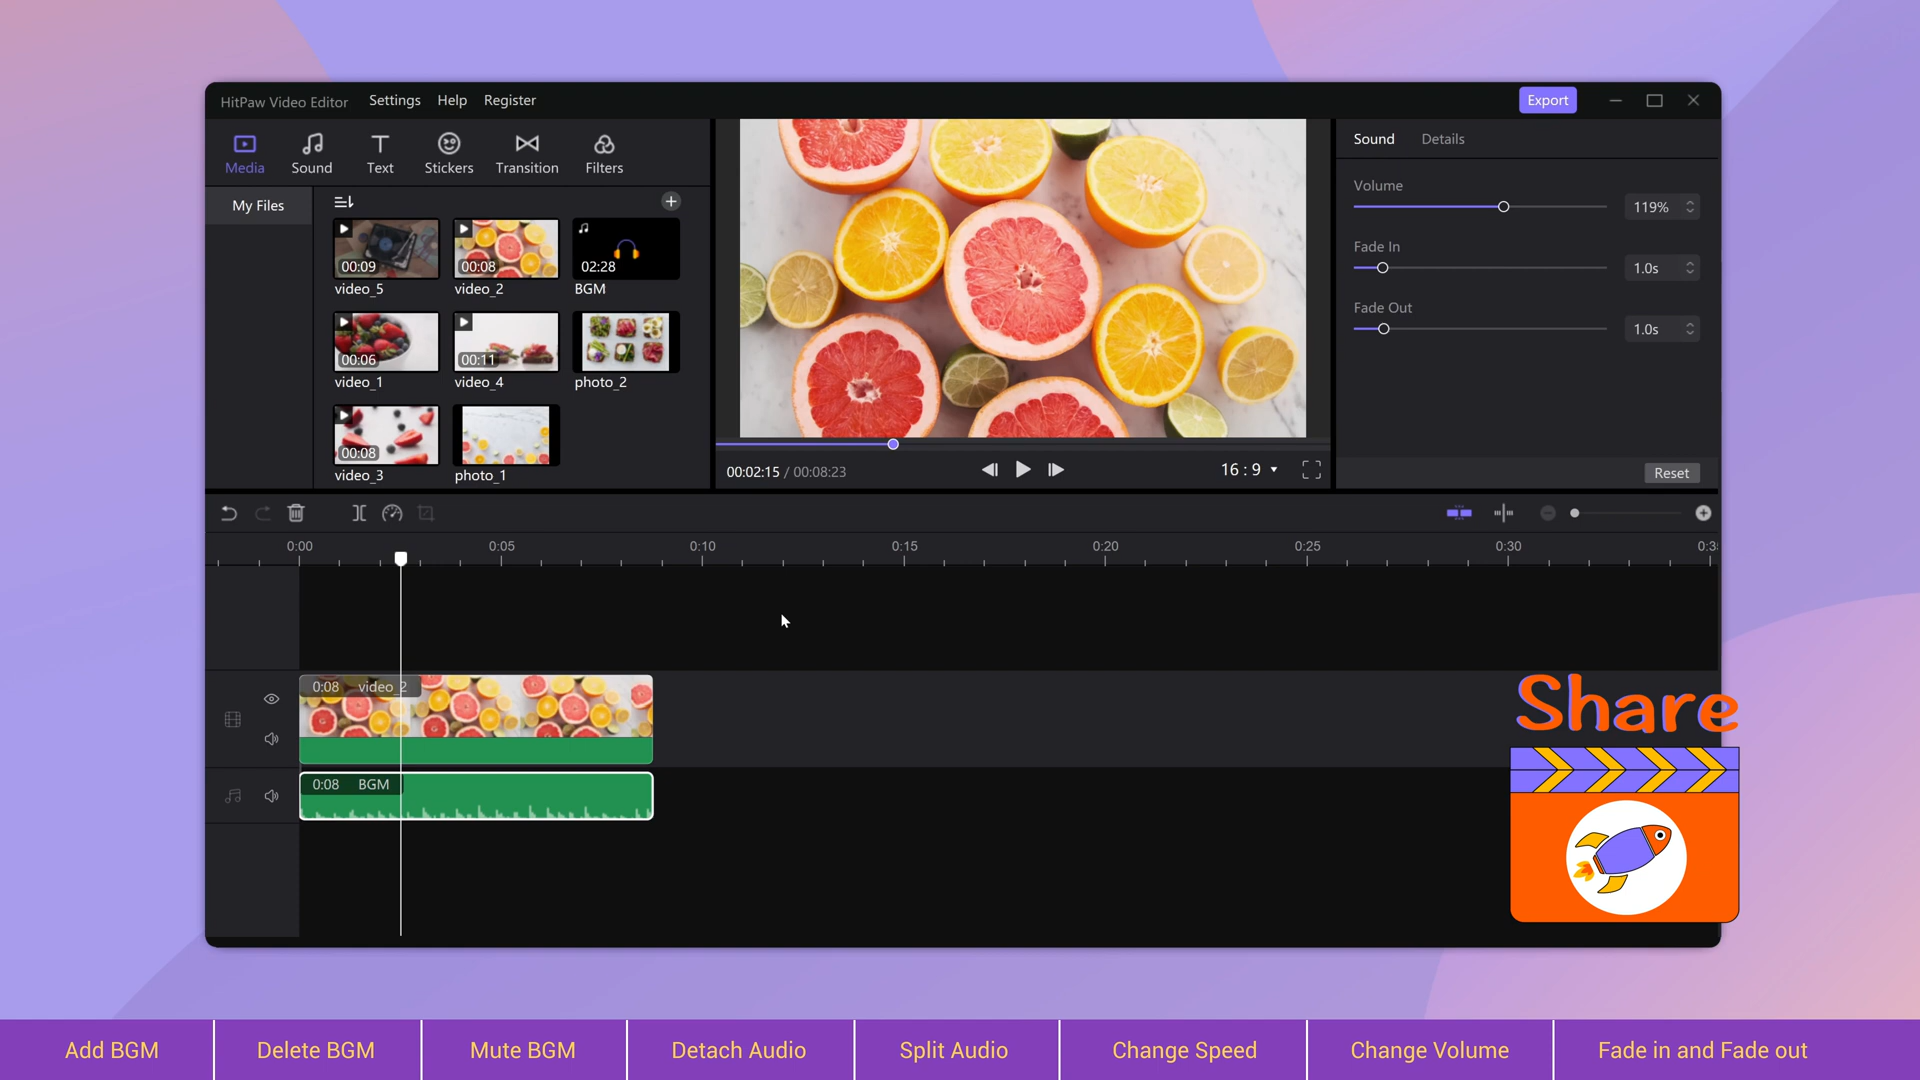 HitPaw Video Editor Settings Help Register Export
Media Sound Text Stickers Transition Filters
My Files
00:09 00:08 02:28
video_5 video_2 BGM
00:06 00:11
video_1 video_4 photo_2
00:08
video_3 photo_1
00:02:15 / 00:08:23 16 : 9
Sound Details
Volume
119%
Fade In
1.0s
Fade Out
1.0s
Reset
0:00 0:05 0:10 0:15 0:20 0:25 0:30
0:08 video_2
0:08 BGM
Share
Add BGM Delete BGM Mute BGM Detach Audio Split Audio Change Speed Change Volume Fade in and Fade out